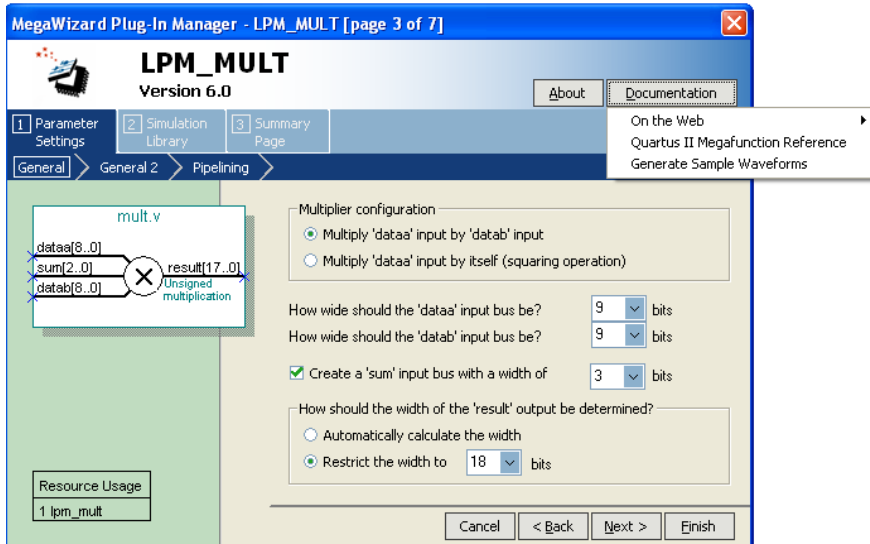 MegaWizard Plug-In Manager - LPM_MULT [page 3 of 7]
LPM_MULT
Version 6.0
About
Documentation
On the Web
Quartus II Megafunction Reference
Generate Sample Waveforms
1 Parameter Settings
2 Simulation Library
3 Summary Page
General
General 2
Pipelining
mult.v
dataa[8..0]
sum[2..0]
datab[8..0]
result[17..0]
Unsigned
multiplication
Multiplier configuration
Multiply 'dataa' input by 'datab' input
Multiply 'dataa' input by itself (squaring operation)
How wide should the 'dataa' input bus be? 9 bits
How wide should the 'datab' input bus be? 9 bits
Create a 'sum' input bus with a width of 3 bits
How should the width of the 'result' output be determined?
Automatically calculate the width
Restrict the width to 18 bits
Resource Usage
1 lpm_mult
Cancel
< Back
Next >
Finish